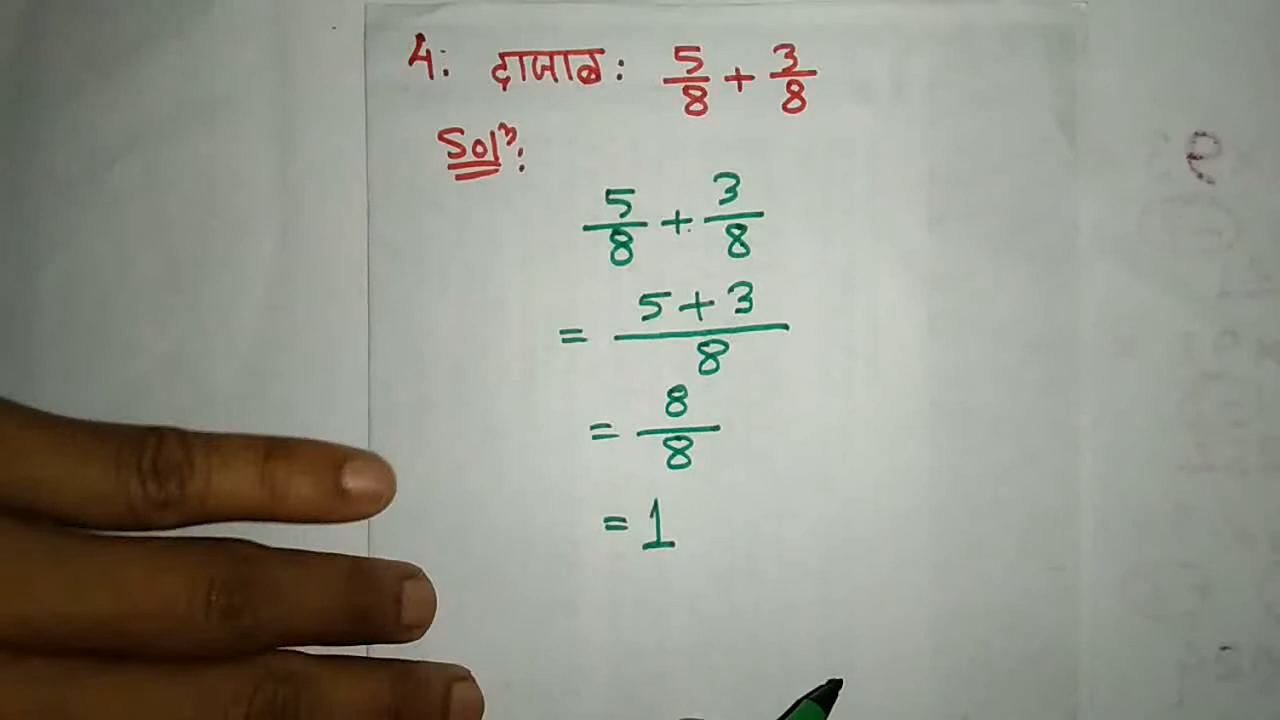 4: दाजाब: 5/8 + 3/8
Solⁿ:
5/8 + 3/8
= 5+3/8
= 8/8
= 1